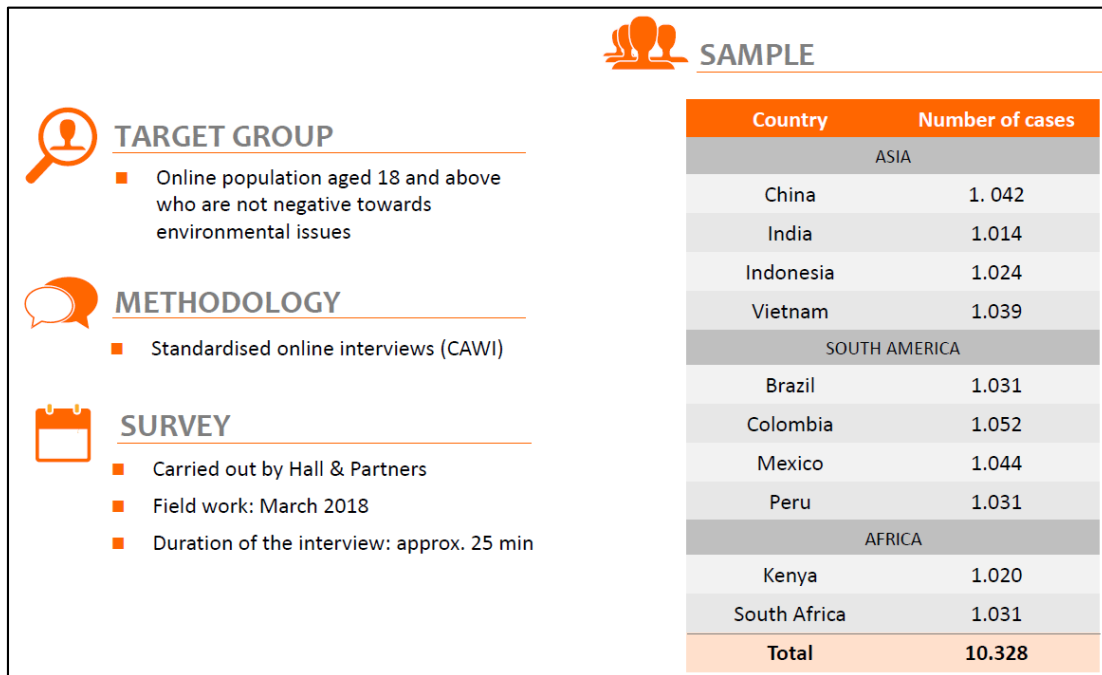 TARGET GROUP
Online population aged 18 and above
who are not negative towards
environmental issues
METHODOLOGY
Standardised online interviews (CAWI)
SURVEY
Carried out by Hall & Partners
Field work: March 2018
Duration of the interview: approx. 25 min
SAMPLE
Country Number of cases
ASIA
China 1. 042
India 1.014
Indonesia 1.024
Vietnam 1.039
SOUTH AMERICA
Brazil 1.031
Colombia 1.052
Mexico 1.044
Peru 1.031
AFRICA
Kenya 1.020
South Africa 1.031
Total 10.328